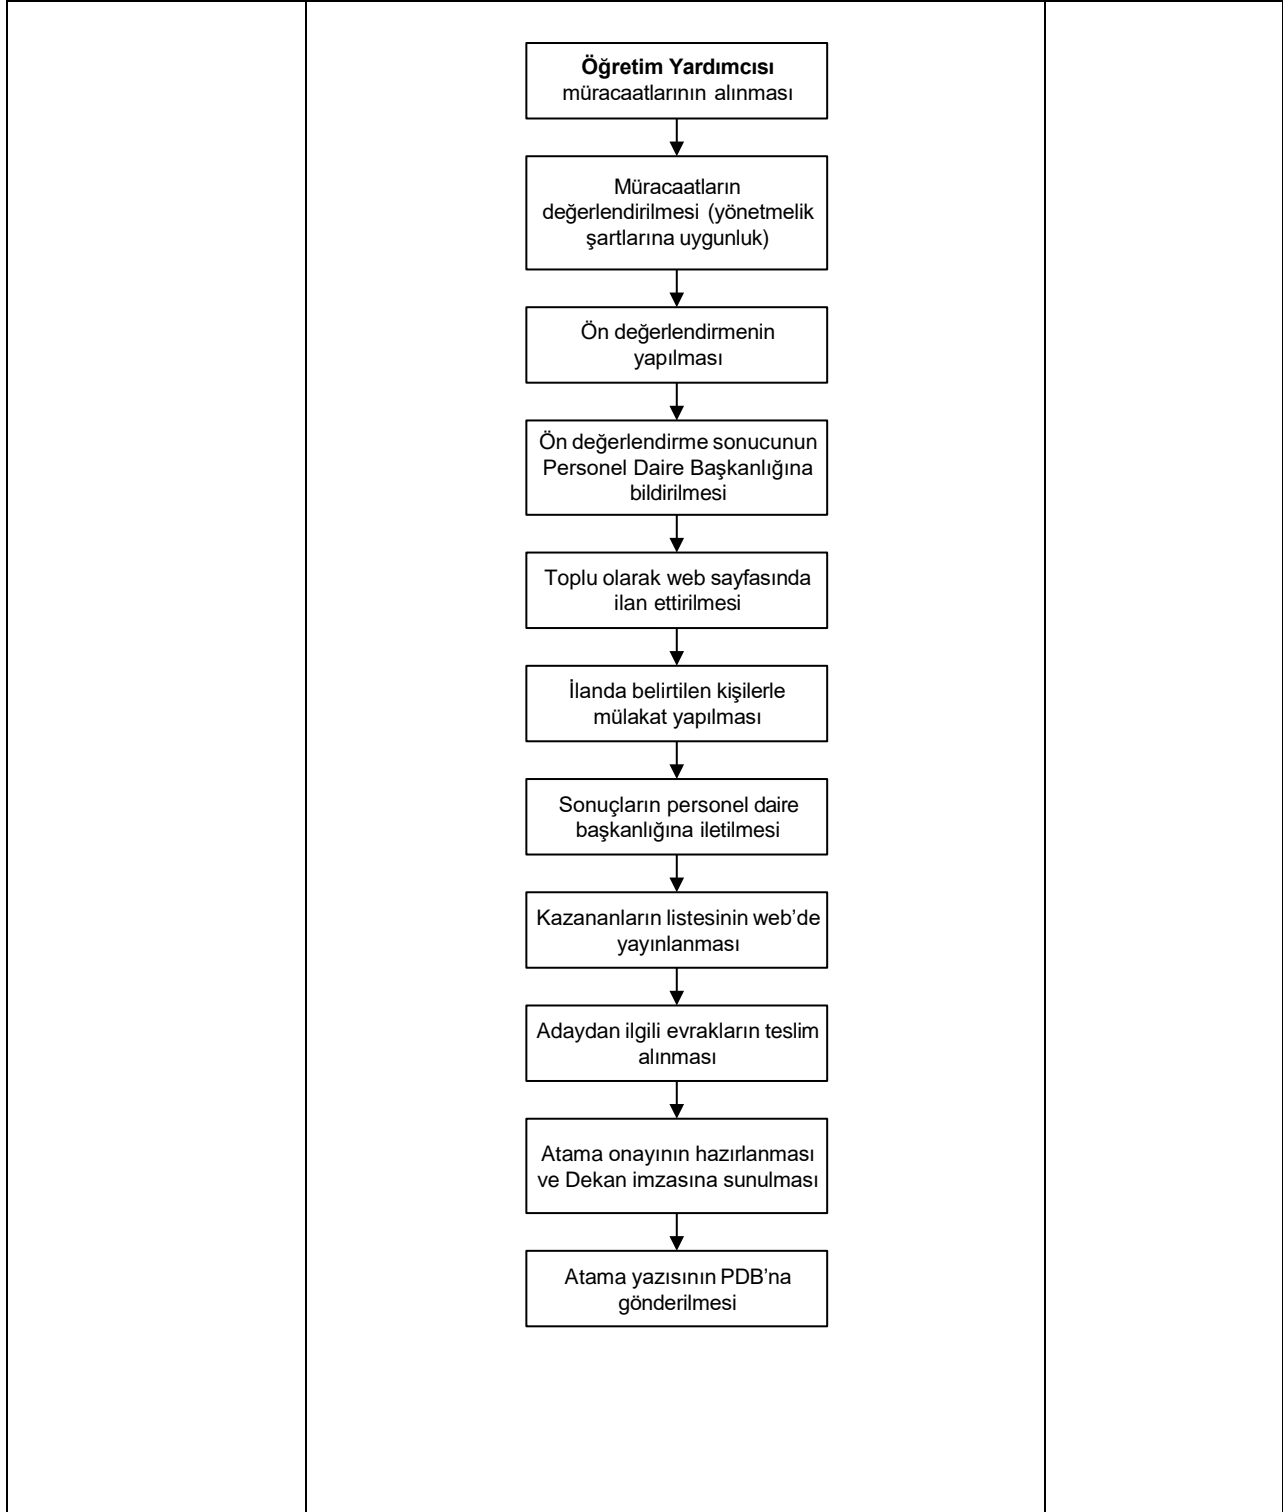 Öğretim Yardımcısı
müracaatlarının alınması
Müracaatların
değerlendirilmesi (yönetmelik
şartlarına uygunluk)
Ön değerlendirmenin
yapılması
Ön değerlendirme sonucunun
Personel Daire Başkanlığına
bildirilmesi
Toplu olarak web sayfasında
ilan ettirilmesi
İlanda belirtilen kişilerle
mülakat yapılması
Sonuçların personel daire
başkanlığına iletilmesi
Kazananların listesinin web’de
yayınlanması
Adaydan ilgili evrakların teslim
alınması
Atama onayının hazırlanması
ve Dekan imzasına sunulması
Atama yazısının PDB’na
gönderilmesi